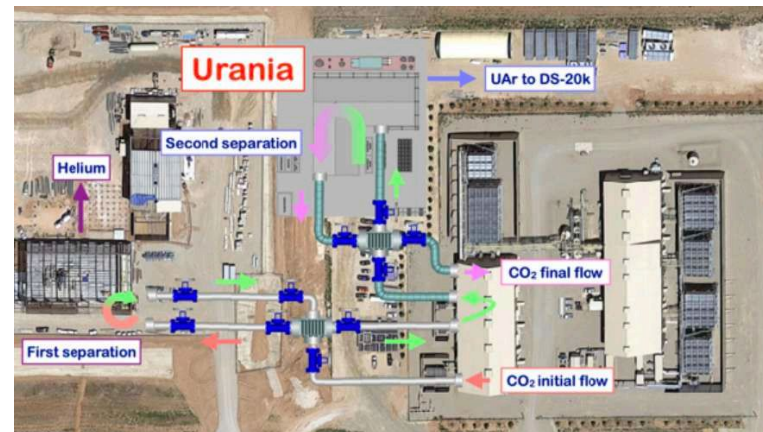 Urania
UAr to DS-20k
Second separation
Helium
CO₂ final flow
First separation
CO₂ initial flow